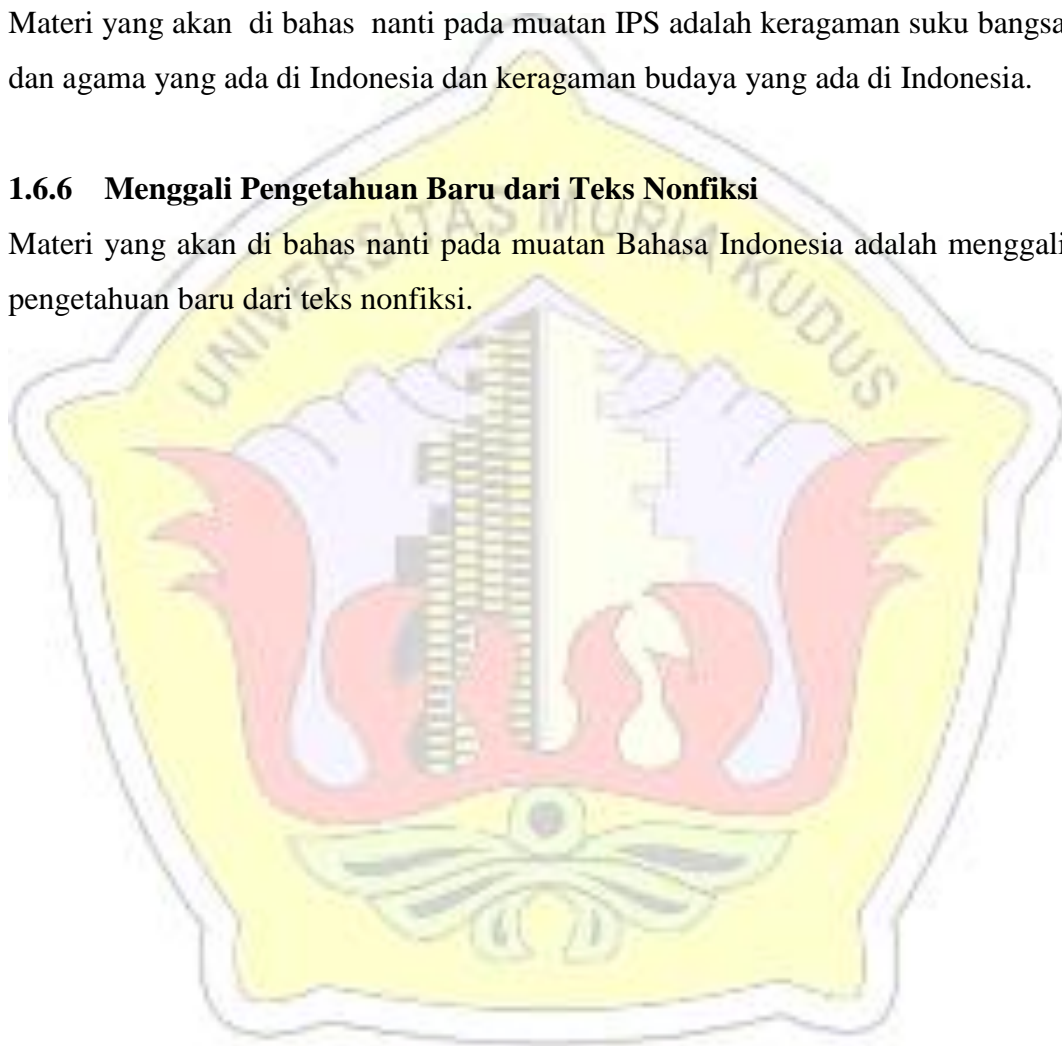 Materi yang akan  di bahas  nanti pada muatan IPS adalah keragaman suku bangsa
dan agama yang ada di Indonesia dan keragaman budaya yang ada di Indonesia.
1.6.6 Menggali Pengetahuan Baru dari Teks Nonfiksi
Materi yang akan di bahas nanti pada muatan Bahasa Indonesia adalah menggali
pengetahuan baru dari teks nonfiksi.
UNIVERSITAS MURIA KUDUS